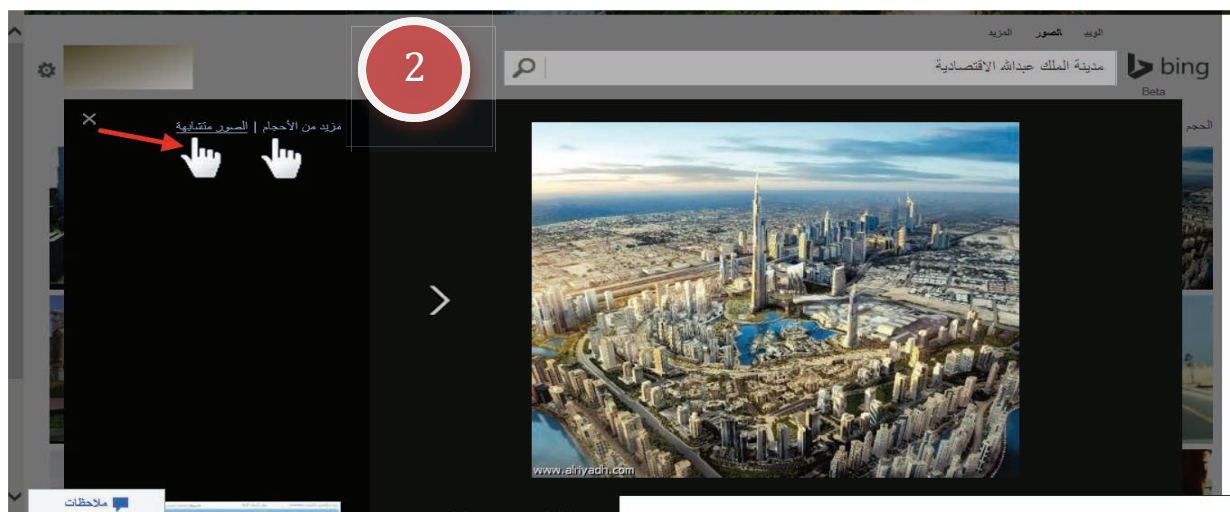 الويب الصور المزيد
bing
Beta
مدينة الملك عبدالله الاقتصادية
2
الحجم
مزيد من الأحجام | الصور متشابهة
www.alriyadh.com
ملاحظات